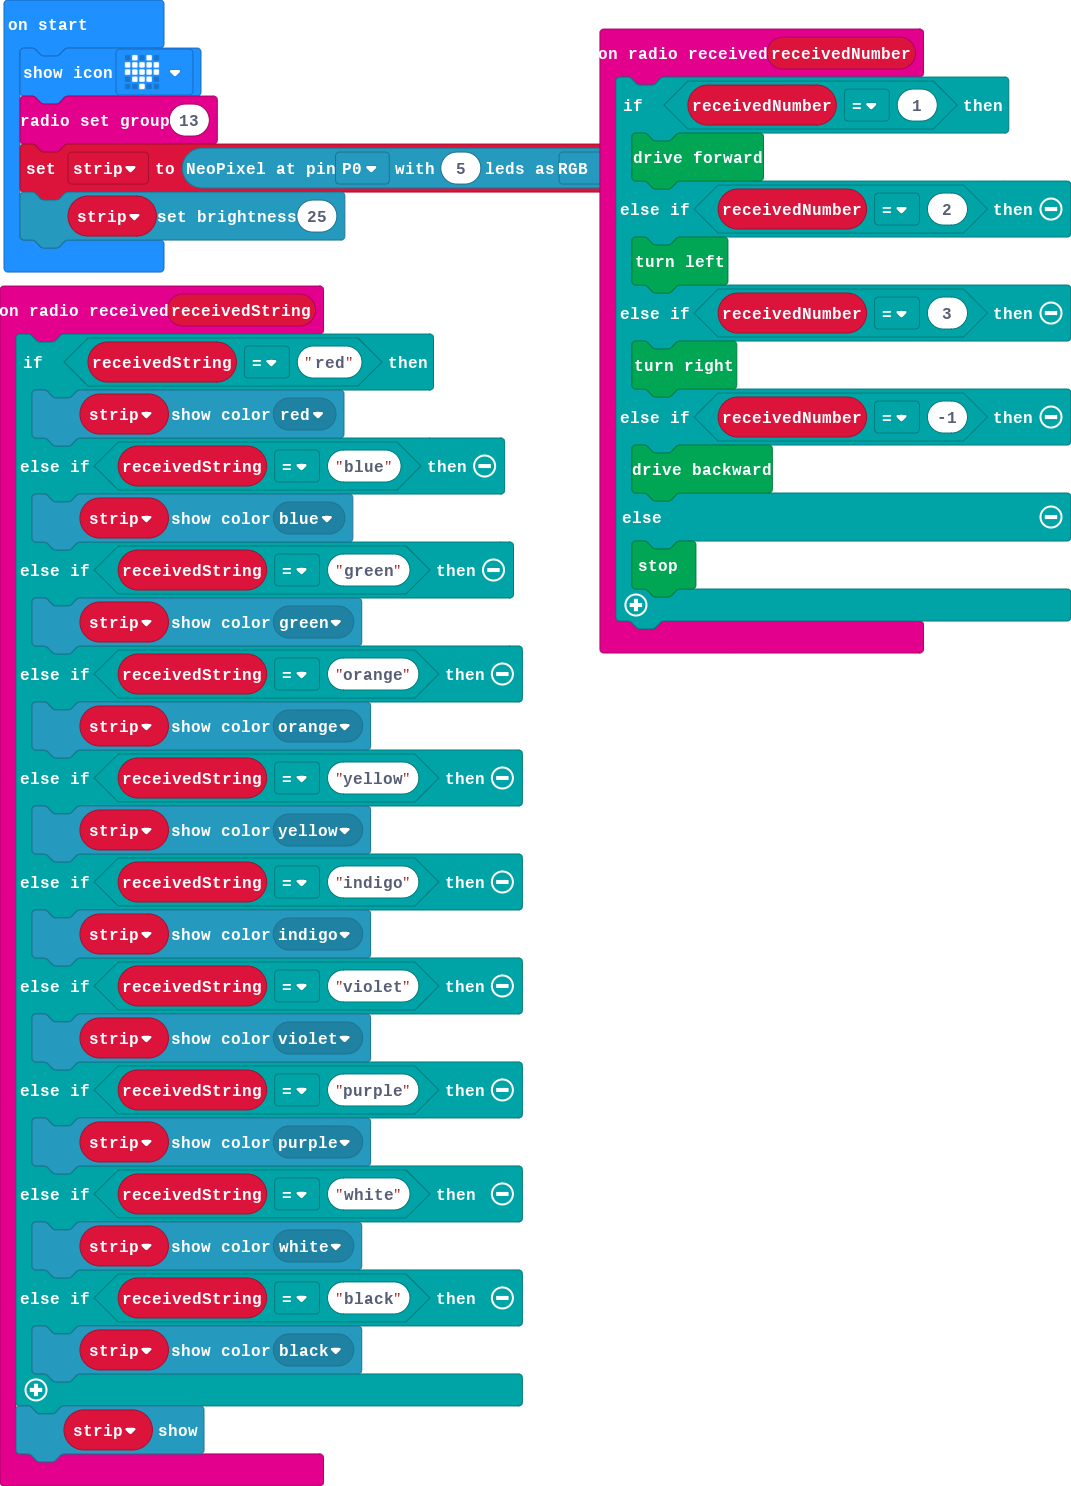 on start
show icon
radio set group 13
set strip to NeoPixel at pin P0 with 5 leds as RGB
strip set brightness 25
on radio received receivedString
if receivedString = "red" then
strip show color red
else if receivedString = "blue" then
strip show color blue
else if receivedString = "green" then
strip show color green
else if receivedString = "orange" then
strip show color orange
else if receivedString = "yellow" then
strip show color yellow
else if receivedString = "indigo" then
strip show color indigo
else if receivedString = "violet" then
strip show color violet
else if receivedString = "purple" then
strip show color purple
else if receivedString = "white" then
strip show color white
else if receivedString = "black" then
strip show color black
strip show
on radio received receivedNumber
if receivedNumber = 1 then
drive forward
else if receivedNumber = 2 then
turn left
else if receivedNumber = 3 then
turn right
else if receivedNumber = -1 then
drive backward
else
stop